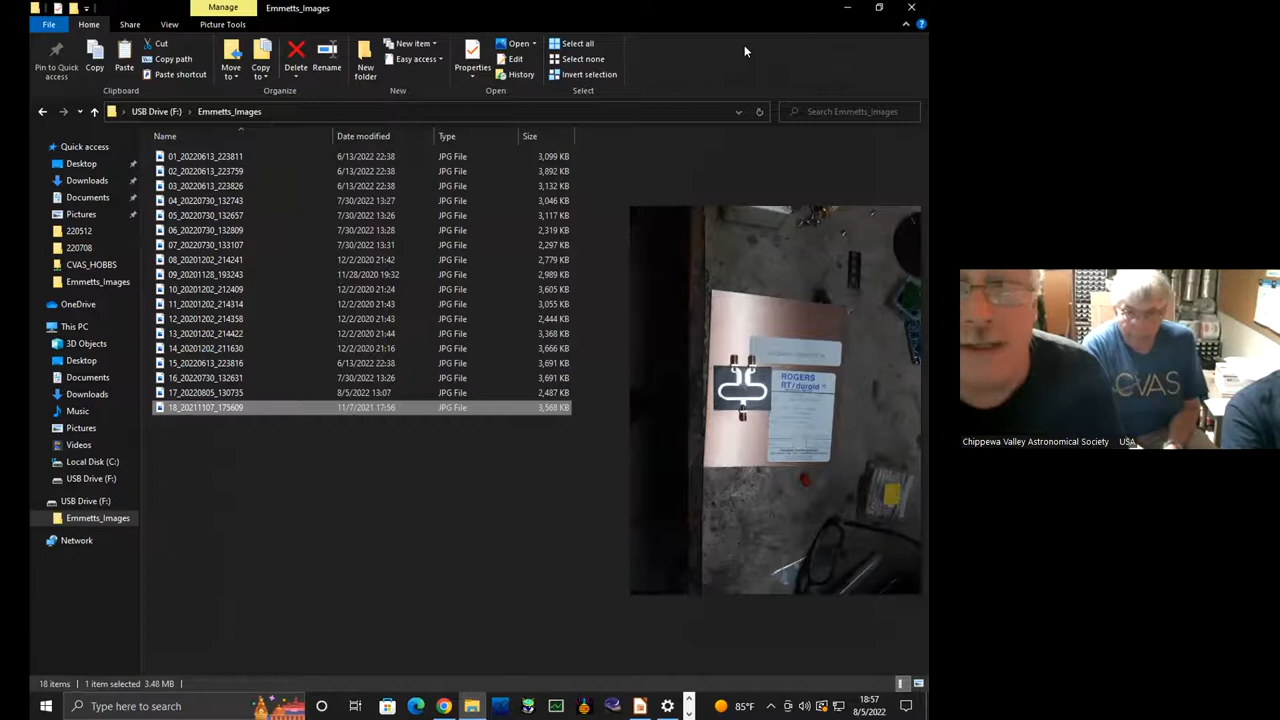 Manage
Emmetts_Images
File
Home
Share
View
Picture Tools
Pin to Quick access
Copy
Paste
Cut
Copy path
Paste shortcut
Clipboard
Move to
Copy to
Delete
Rename
Organize
New folder
New item
Easy access
New
Properties
Open
Edit
History
Open
Select all
Select none
Invert selection
Select
USB Drive (F:)
Emmetts_Images
Search Emmetts_Images
Name Date modified Type Size
01_20220613_223811 6/13/2022 22:38 JPG File 3,099 KB
02_20220613_223759 6/13/2022 22:38 JPG File 3,892 KB
03_20220613_223826 6/13/2022 22:38 JPG File 3,132 KB
04_20220730_132743 7/30/2022 13:27 JPG File 3,046 KB
05_20220730_132657 7/30/2022 13:26 JPG File 3,117 KB
06_20220730_132809 7/30/2022 13:28 JPG File 2,319 KB
07_20220730_133107 7/30/2022 13:31 JPG File 2,297 KB
08_20201202_214241 12/2/2020 21:42 JPG File 2,779 KB
09_20201128_193243 11/28/2020 19:32 JPG File 2,989 KB
10_20201202_212409 12/2/2020 21:24 JPG File 3,605 KB
11_20201202_214314 12/2/2020 21:43 JPG File 3,055 KB
12_20201202_214358 12/2/2020 21:43 JPG File 2,444 KB
13_20201202_214422 12/2/2020 21:44 JPG File 3,368 KB
14_20201202_211630 12/2/2020 21:16 JPG File 3,666 KB
15_20220613_223816 6/13/2022 22:38 JPG File 3,691 KB
16_20220730_132631 7/30/2022 13:26 JPG File 3,691 KB
17_20220805_130735 8/5/2022 13:07 JPG File 2,487 KB
18_20211107_175609 11/7/2021 17:56 JPG File 3,568 KB
Quick access
Desktop
Downloads
Documents
Pictures
220512
220708
CVAS_HOBBS
Emmetts_Images
OneDrive
This PC
3D Objects
Desktop
Documents
Downloads
Music
Pictures
Videos
Local Disk (C:)
USB Drive (F:)
USB Drive (F:)
Emmetts_Images
Network
ROGERS
RT/duroid
CVAS
Chippewa Valley Astronomical Society USA
18 items 1 item selected 3.48 MB
Type here to search
85°F
18:57
8/5/2022